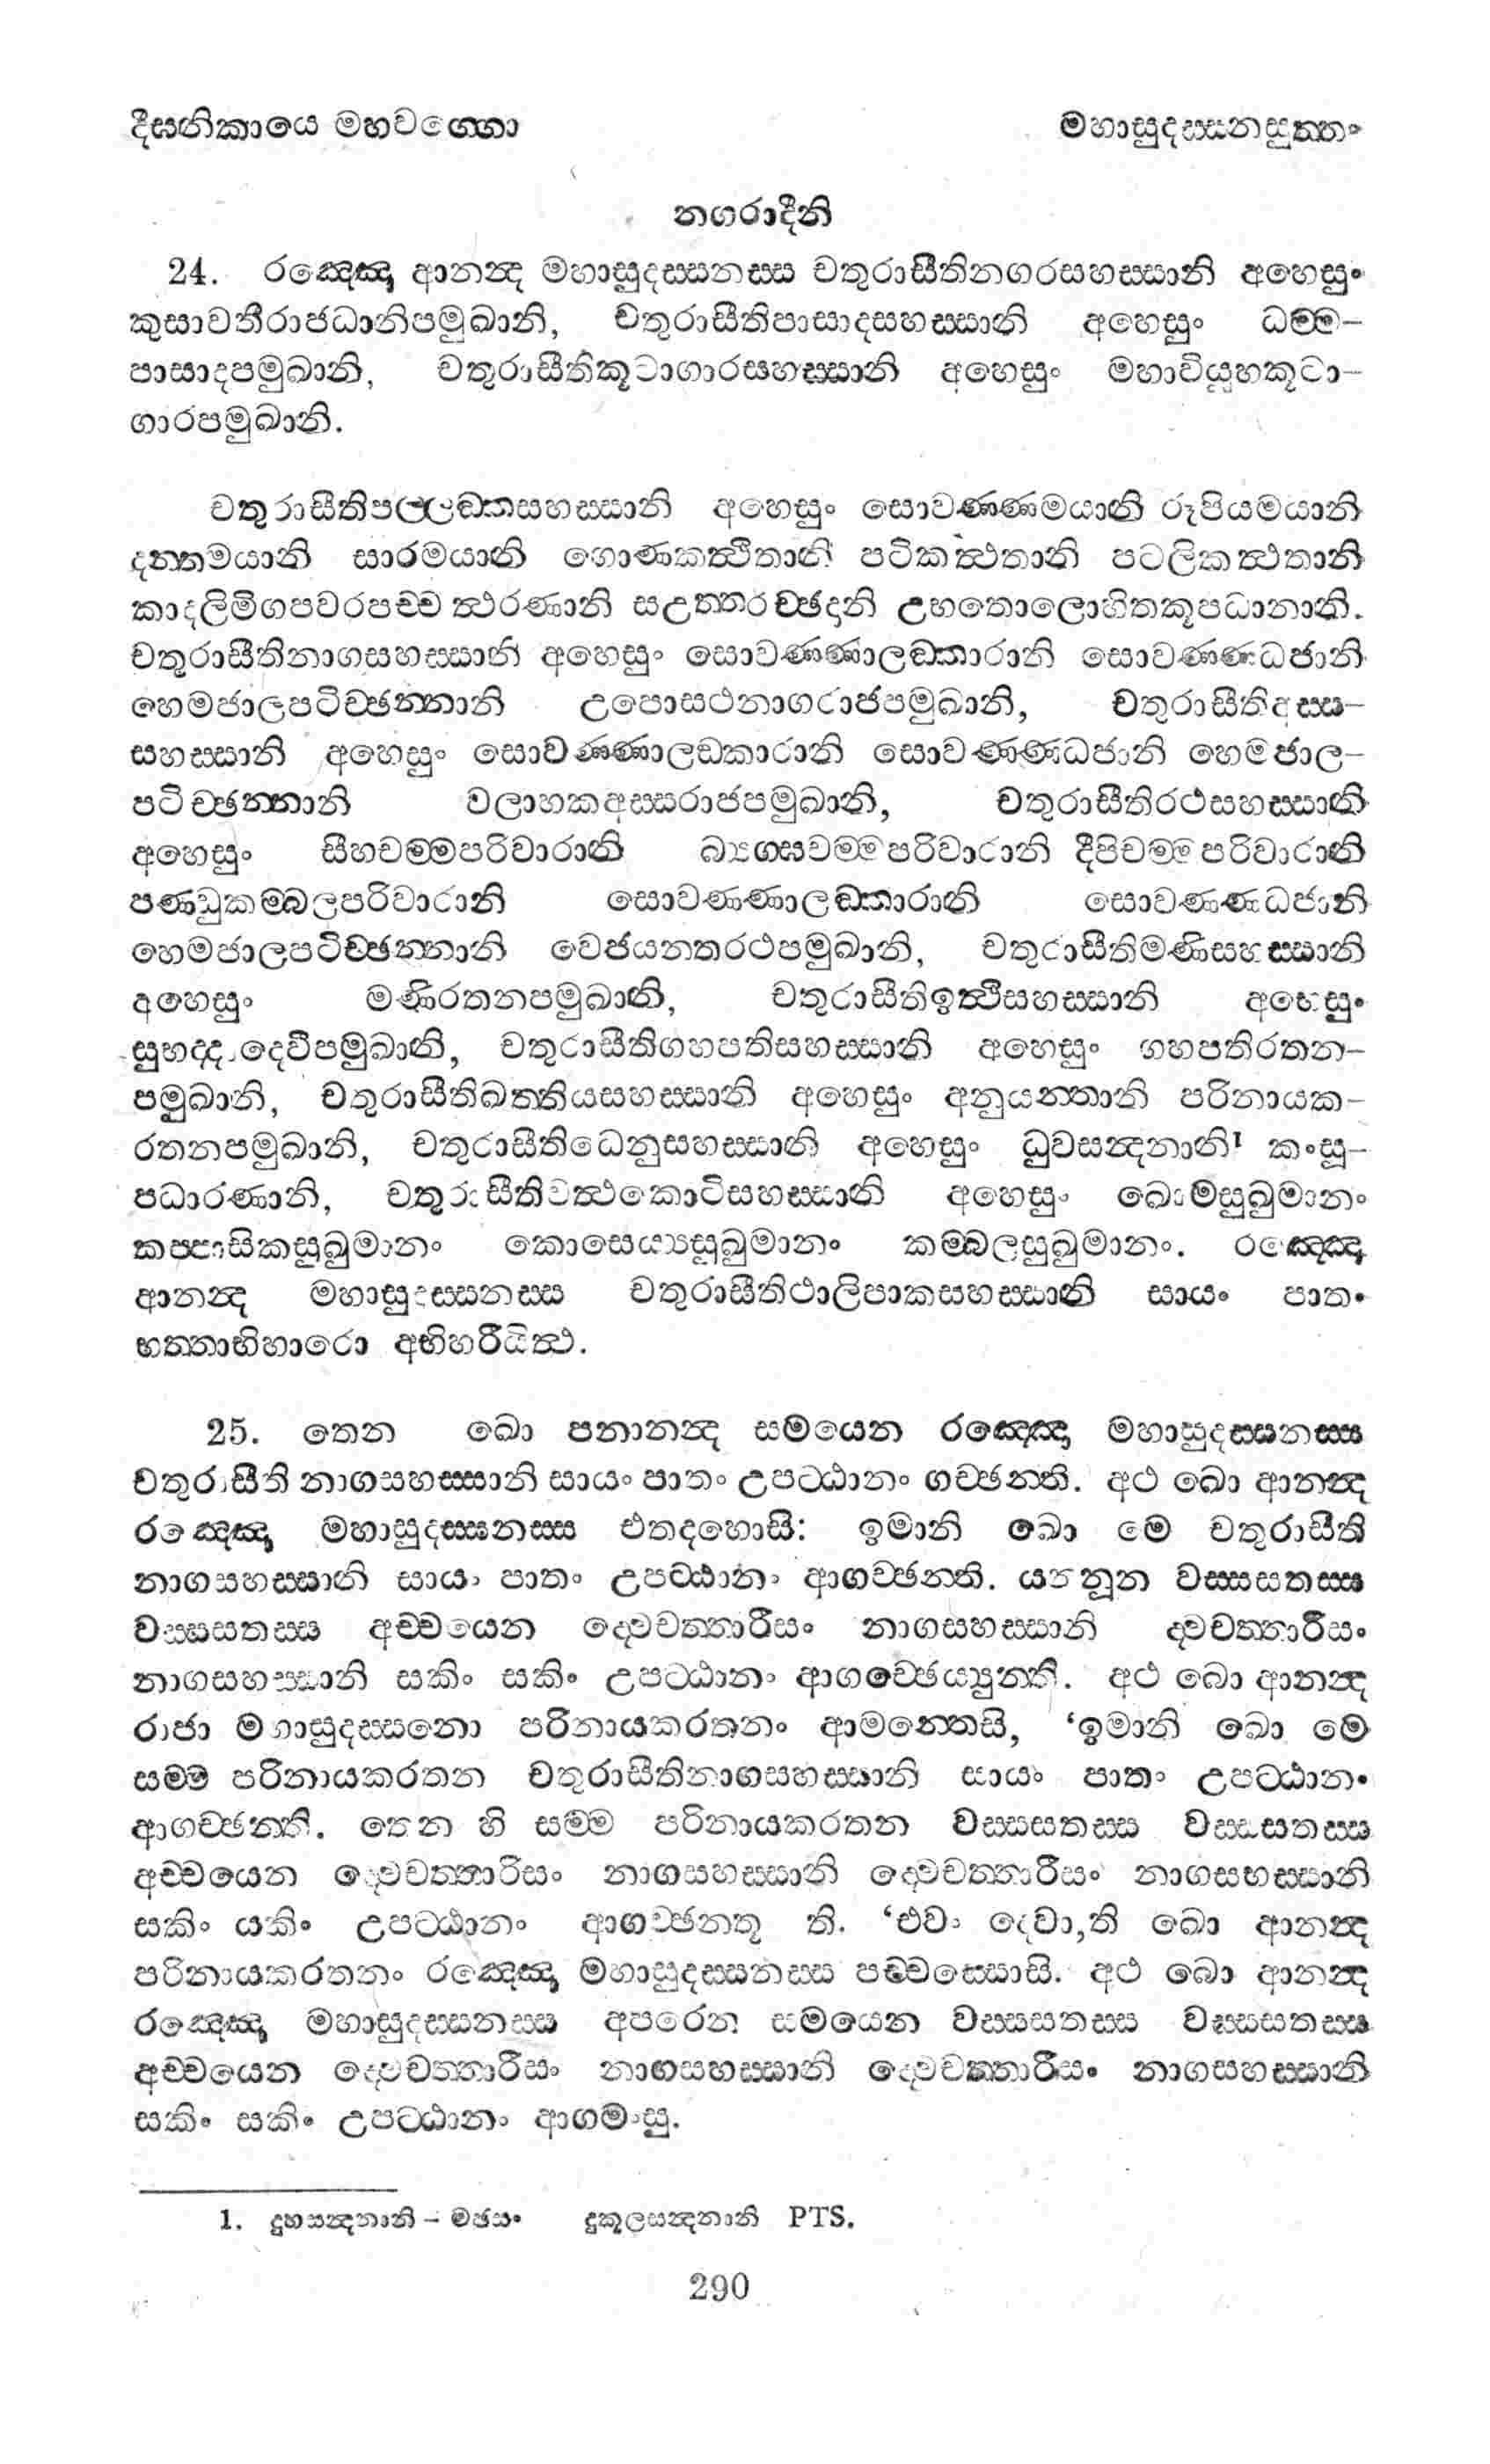 දීඝනිකායෙ මහවග්ගො
මහාසුදස්සනසුත්තං
නගරාදීනි
24. රඤ්ඤො ආනන්ද මහාසුදස්සනස්ස චතුරාසීතිනගරසහස්සානි අහෙසුං
කුසාවතීරාජධානිපමුඛානි, චතුරාසීතිපාසාදසහස්සානි අහෙසුං ධම්ම-
පාසාදපමුඛානි, චතුරාසීතිකූටාගාරසහස්සානි අහෙසුං මහාවියූහකූටා-
ගාරපමුඛානි.
චතුරාසීතිපල්ලඞ්කසහස්සානි අහෙසුං සොවණ්ණමයානි රූපියමයානි
දන්තමයානි සාරමයානි ගොණකත්ථිතානි පටිකත්ථතානි පටලිකත්ථතානි
කාදලිමිගපවරපච්චත්ථරණානි සඋත්තරච්ඡදානි උභතොලොහිතකූපධානානි.
චතුරාසීතිනාගසහස්සානි අහෙසුං සොවණ්ණාලඞ්කාරානි සොවණ්ණධජානි
හෙමජාලපටිච්ඡන්නානි උපොසථනාගරාජපමුඛානි, චතුරාසීතිඅස්ස-
සහස්සානි අහෙසුං සොවණ්ණාලඞකාරානි සොවණ්ණධජානි හෙමජාල-
පටිච්ඡන්නානි වලාහකඅස්සරාජපමුඛානි, චතුරාසීතිරථසහස්සානි
අහෙසුං සීහචම්මපරිවාරානි බ්‍යග්ඝචම්මපරිවාරානි දීපිචම්මපරිවාරානි
පණ්ඩුකම්බලපරිවාරානි සොවණ්ණාලඞ්කාරානි සොවණ්ණධජානි
හෙමජාලපටිච්ඡන්නානි වෙජයන්තරථපමුඛානි, චතුරාසීතිමණිසහස්සානි
අහෙසුං මණිරතනපමුඛානි, චතුරාසීතිඉත්ථිසහස්සානි අහෙසුං
සුභද්දාදෙවීපමුඛානි, චතුරාසීතිගහපතිසහස්සානි අහෙසුං ගහපතිරතන-
පමුඛානි, චතුරාසීතිඛත්තියසහස්සානි අහෙසුං අනුයන්තානි පරිනායක-
රතනපමුඛානි, චතුරාසීතිධෙනුසහස්සානි අහෙසුං ධුවසන්දනානි¹ කංසූ-
පධාරණානි, චතුරාසීතිවත්ථකොටිසහස්සානි අහෙසුං ඛොමසුඛුමානං
කප්පාසිකසුඛුමානං කොසෙය්‍යසුඛුමානං කම්බලසුඛුමානං. රඤ්ඤො
ආනන්ද මහාසුදස්සනස්ස චතුරාසීතිථාලිපාකසහස්සානි සායං පාතං
භත්තාභිහාරො අභිහරීයිත්ථ.
25. තෙන ඛො පනානන්ද සමයෙන රඤ්ඤො මහාසුදස්සනස්ස
චතුරාසීති නාගසහස්සානි සායං පාතං උපට්ඨානං ගච්ඡන්ති. අථ ඛො ආනන්ද
රඤ්ඤො මහාසුදස්සනස්ස එතදහොසි: ඉමානි ඛො මෙ චතුරාසීති
නාගසහස්සානි සායං පාතං උපට්ඨානං ආගච්ඡන්ති. යන්නූන වස්සසතස්ස
වස්සසතස්ස අච්චයෙන ද්වෙචත්තාරීසං නාගසහස්සානි ද්වචත්තාරීසං
නාගසහස්සානි සකිං සකිං උපට්ඨානං ආගච්ඡෙය්‍යුන්ති. අථ ඛො ආනන්ද
රාජා මහාසුදස්සනො පරිනායකරතනං ආමන්තෙසි, ‘ඉමානි ඛො මෙ
සම්ම පරිනායකරතන චතුරාසීතිනාගසහස්සානි සායං පාතං උපට්ඨානං
ආගච්ඡන්ති. තෙන හි සම්ම පරිනායකරතන වස්සසතස්ස වස්සසතස්ස
අච්චයෙන ද්වෙචත්තාරීසං නාගසහස්සානි ද්වෙචත්තාරීසං නාගසහස්සානි
සකිං යකිං උපට්ඨානං ආගච්ඡන්තූ ති. ‘එවං දෙවා,ති ඛො ආනන්ද
පරිනායකරතනං රඤ්ඤො මහාසුදස්සනස්ස පච්චස්සොසි. අථ ඛො ආනන්ද
රඤ්ඤො මහාසුදස්සනස්ස අපරෙන සමයෙන වස්සසතස්ස වස්සසතස්ස
අච්චයෙන ද්වෙචත්තාරීසං නාගසහස්සානි ද්වෙචත්තාරීසං නාගසහස්සානි
සකිං සකිං උපට්ඨානං ආගමංසු.
1. දුහසන්දනානි - මඡසං දුකූලසන්දනානි PTS.
290